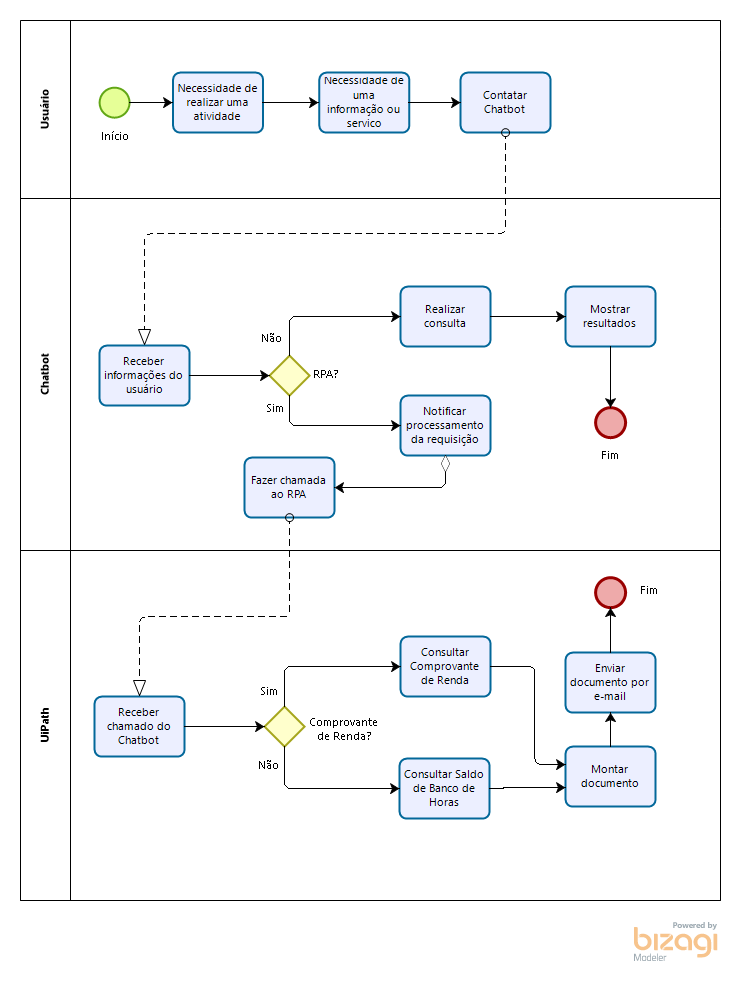 Usuário
Início
Necessidade de
realizar uma
atividade
Necessidade de
uma
informação ou
servico
Contatar
Chatbot
Chatbot
Receber
informações do
usuário
Não
Sim
RPA?
Realizar
consulta
Mostrar
resultados
Fim
Notificar
processamento
da requisição
Fazer chamada
ao RPA
UiPath
Receber
chamado do
Chatbot
Sim
Não
Comprovante
de Renda?
Consultar
Comprovante
de Renda
Consultar Saldo
de Banco de
Horas
Montar
documento
Enviar
documento por
e-mail
Fim
Powered by
bizagi
Modeler